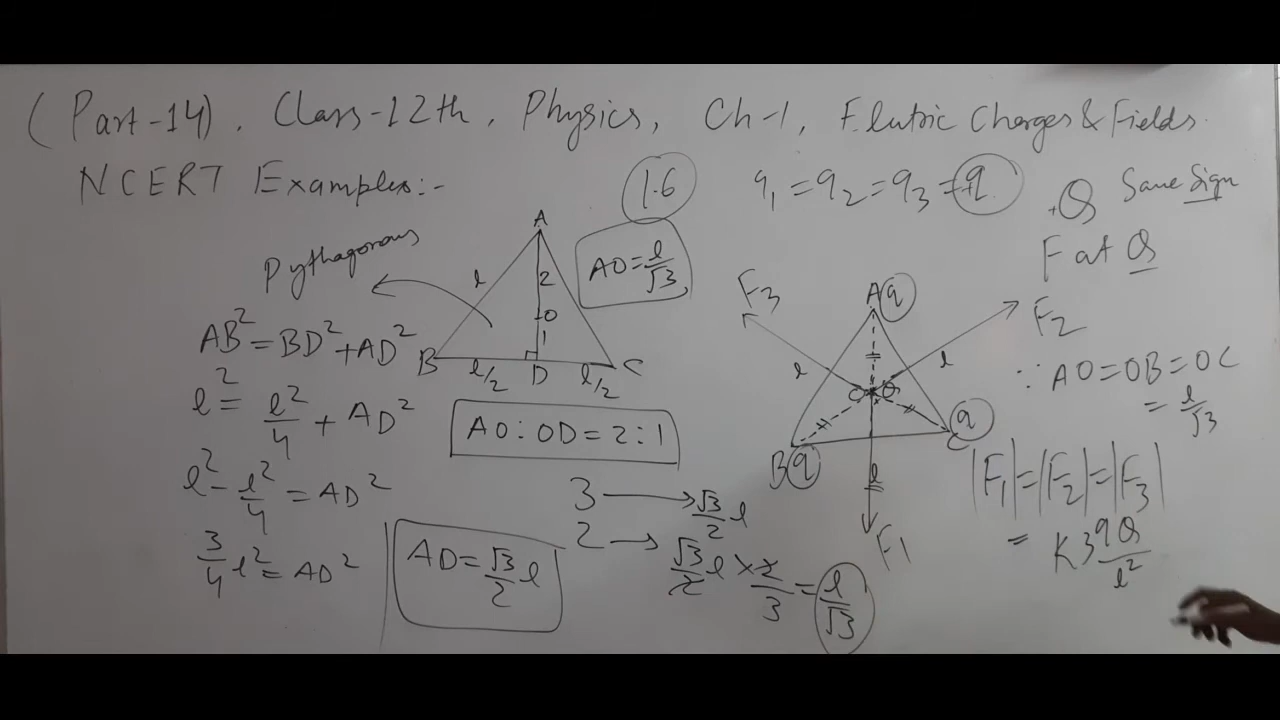 (Part-14), Class-12th, Physics, Ch-1, Electric Charges & Fields.
NCERT Examples:- 1.6 q₁=q₂=q₃=+q +Q Same Sign
F at Q
Pythagorous
A
l 2 O 1
B l/2 D l/2 C
AO=l/√3
AB²=BD²+AD²
l²=l²/4+AD²
l²-l²/4=AD²
3/4 l²=AD²
AD=√3/2 l
AO:OD=2:1
3→√3/2 l
2→√3/2 l×2/3=l/√3
F3 A q F2
l l
O Q
B q l C q
F1
∵AO=OB=OC
=l/√3
|F₁|=|F₂|=|F₃|
=K3qQ/l²